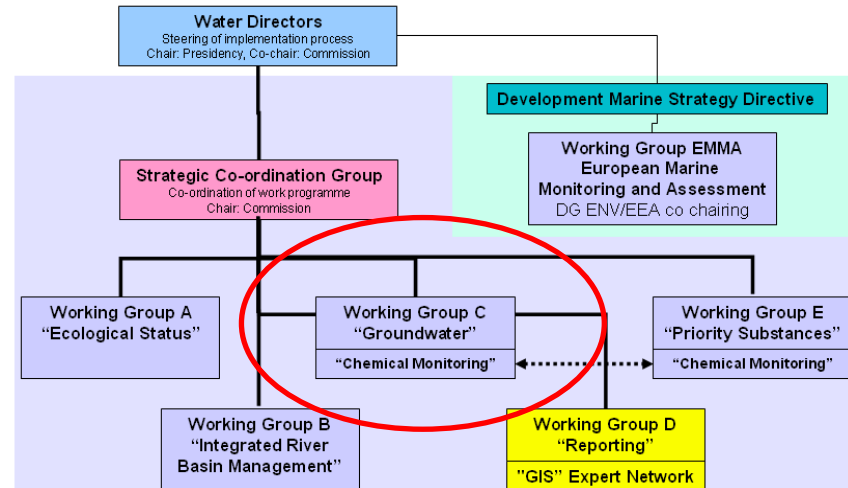 Water Directors
Steering of implementation process
Chair: Presidency, Co-chair: Commission
Development Marine Strategy Directive
Working Group EMMA
European Marine
Monitoring and Assessment
DG ENV/EEA co chairing
Strategic Co-ordination Group
Co-ordination of work programme
Chair: Commission
Working Group A
“Ecological Status”
Working Group C
“Groundwater”
“Chemical Monitoring”
Working Group E
“Priority Substances”
“Chemical Monitoring”
Working Group B
“Integrated River
Basin Management”
Working Group D
“Reporting”
”GIS” Expert Network